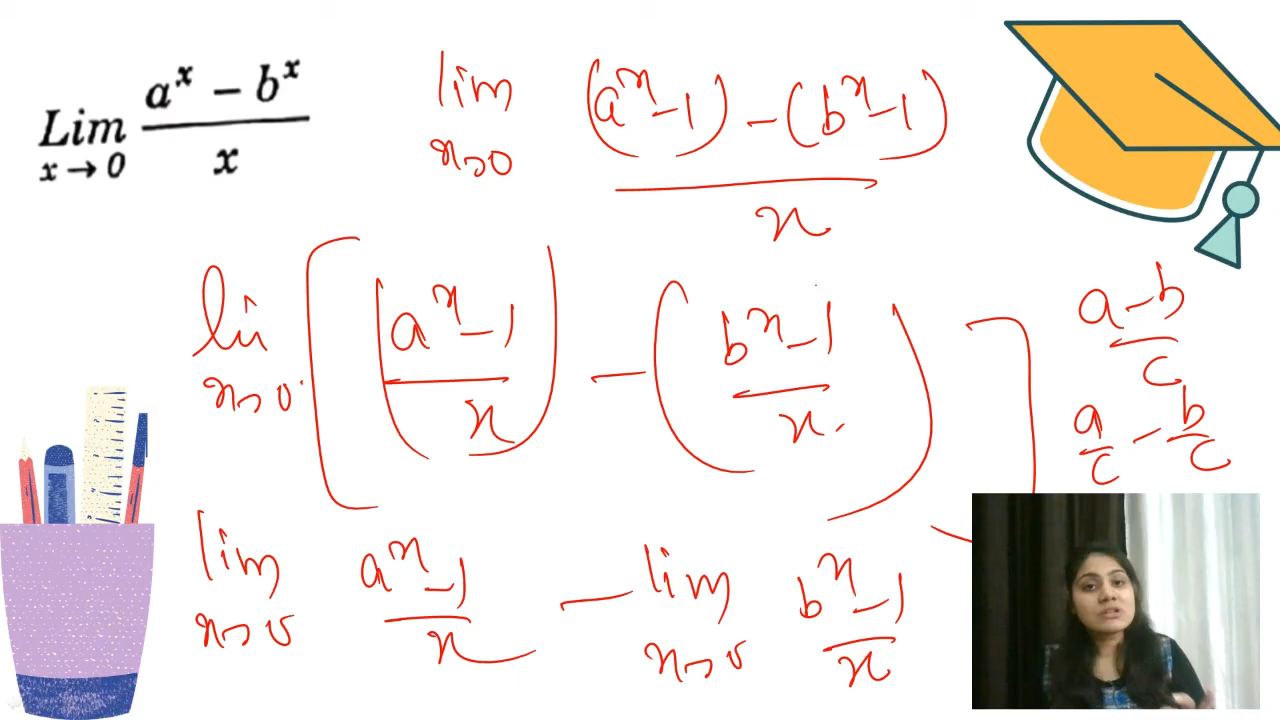 Lim x → 0 (a^x − b^x)/x
lim x→0 ((a^x − 1) − (b^x − 1))/x
lim x→0 [((a^x − 1)/x) − ((b^x − 1)/x)]
(a − b)/c
a/c − b/c
lim x→0 (a^x − 1)/x − lim x→0 (b^x − 1)/x